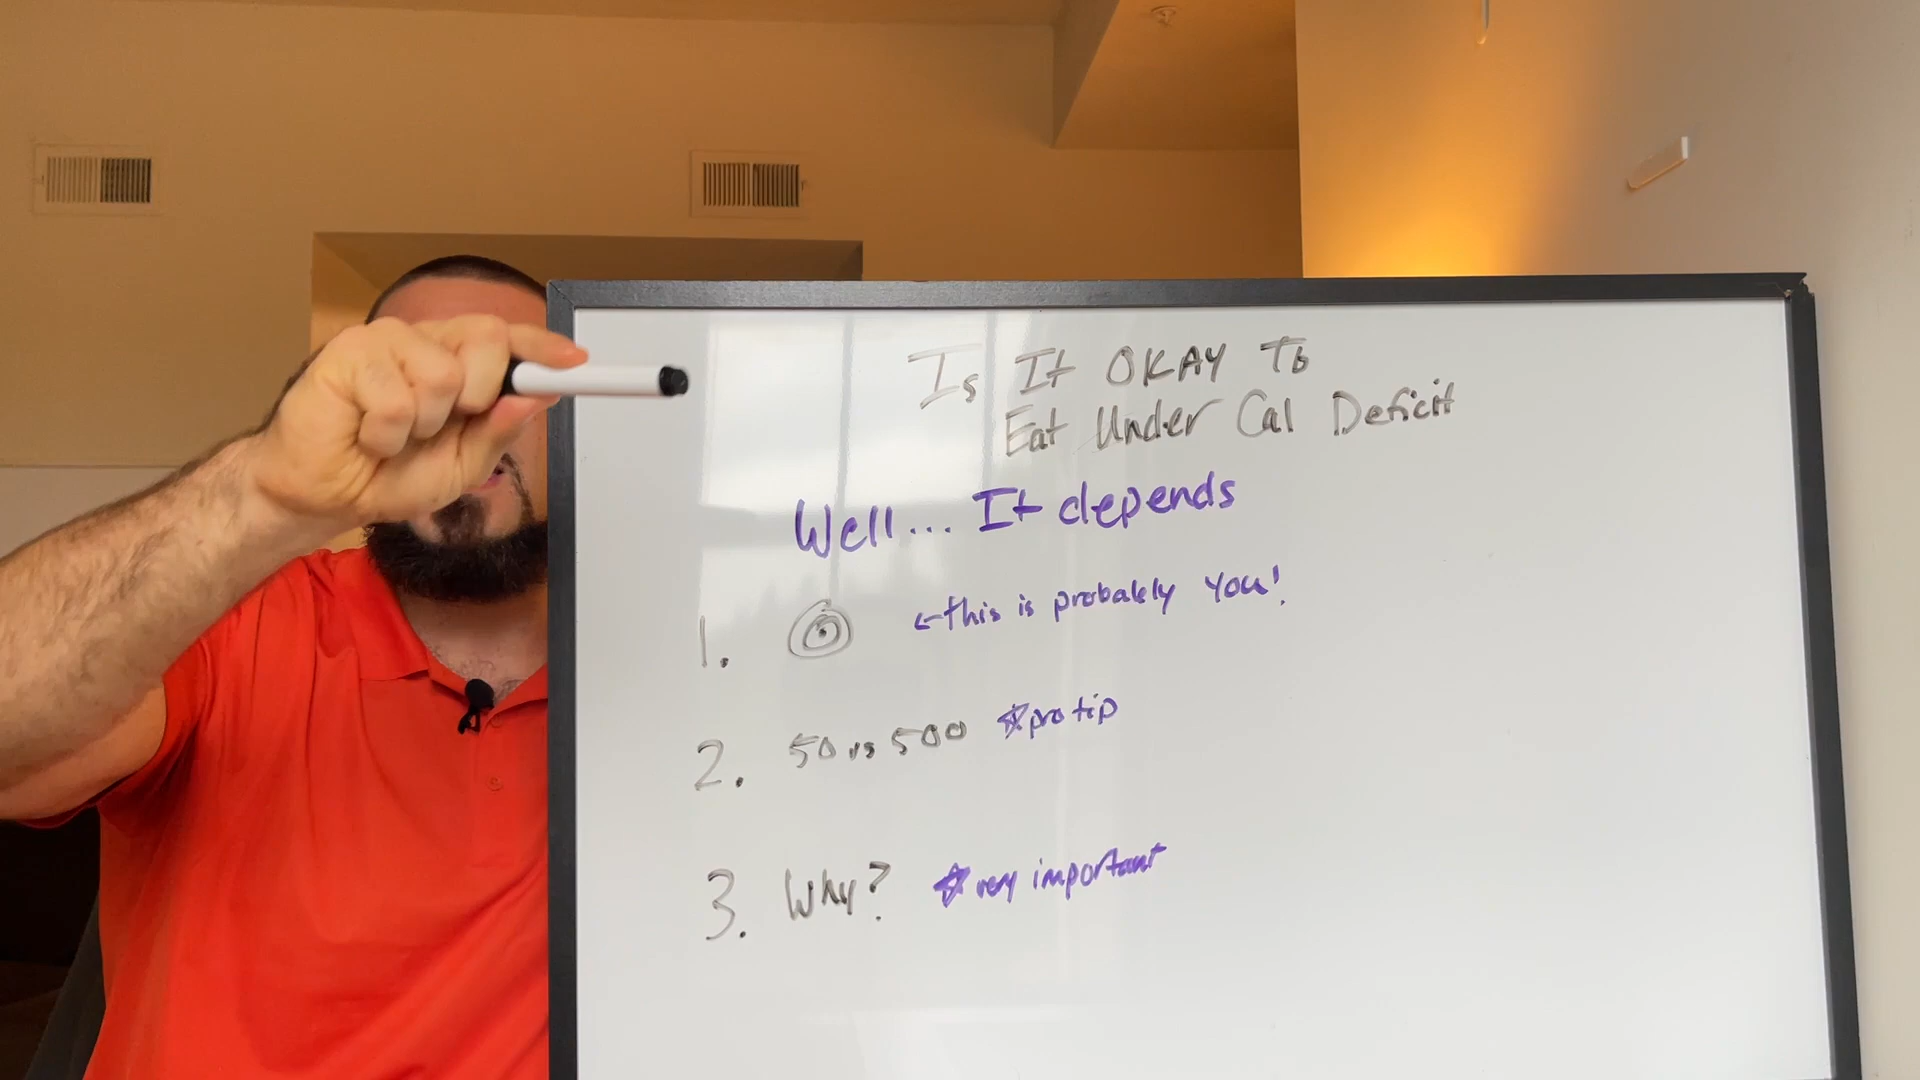 Is It OKAY To
Eat Under Cal Deficit
Well... It depends
1. ←this is probably you!
2. 50 vs 500 ☆pro tip
3. Why? ☆very important